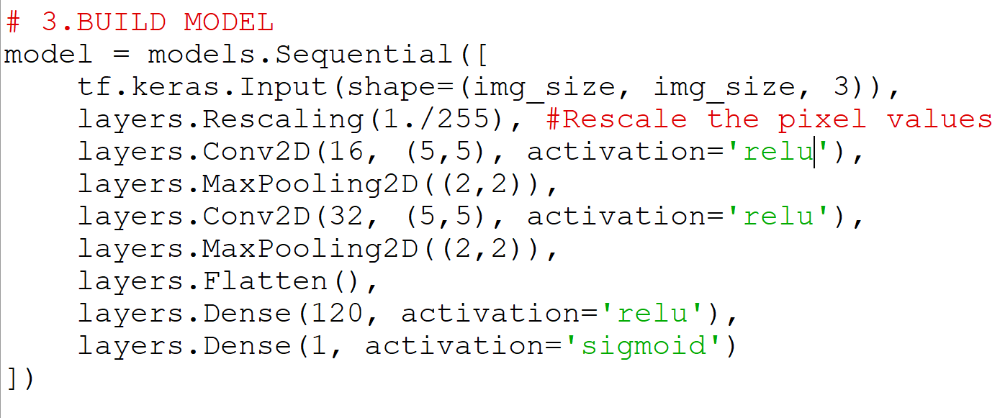 # 3.BUILD MODEL
model = models.Sequential([
    tf.keras.Input(shape=(img_size, img_size, 3)),
    layers.Rescaling(1./255), #Rescale the pixel values
    layers.Conv2D(16, (5,5), activation='relu'),
    layers.MaxPooling2D((2,2)),
    layers.Conv2D(32, (5,5), activation='relu'),
    layers.MaxPooling2D((2,2)),
    layers.Flatten(),
    layers.Dense(120, activation='relu'),
    layers.Dense(1, activation='sigmoid')
])